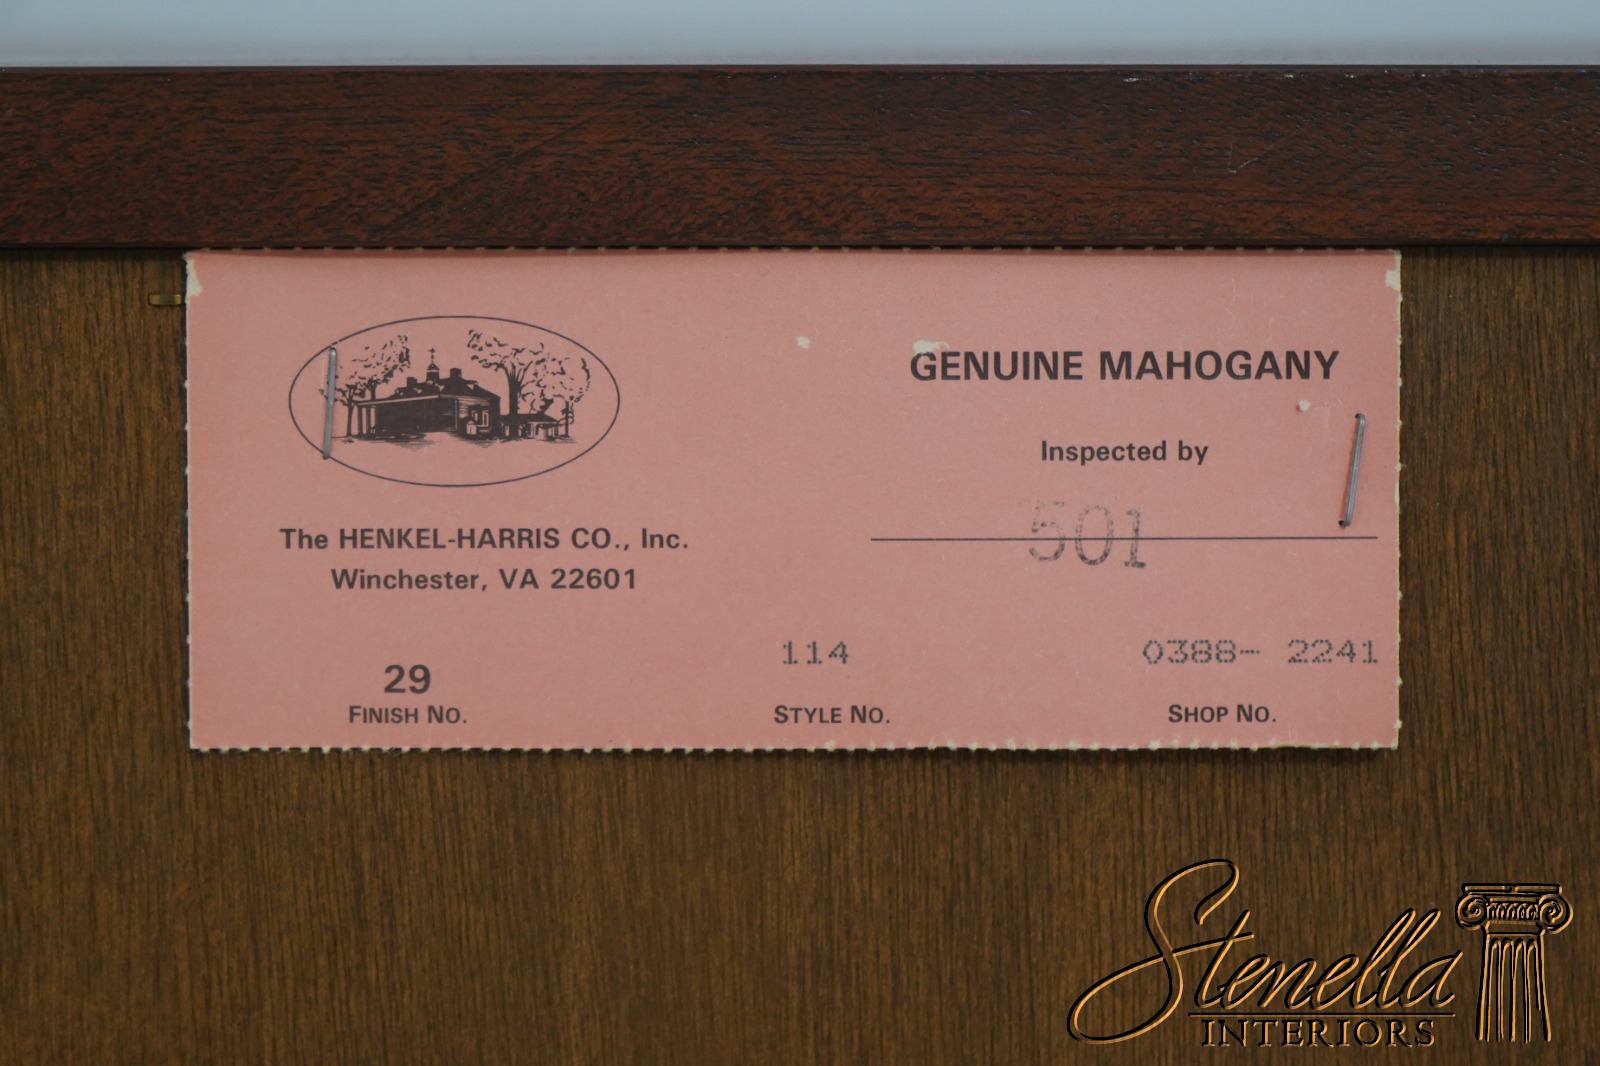 GENUINE MAHOGANY
Inspected by
501
The HENKEL-HARRIS CO., Inc.
Winchester, VA 22601
29
FINISH NO.
114
STYLE NO.
0388- 2241
SHOP NO.
Stenella
INTERIORS